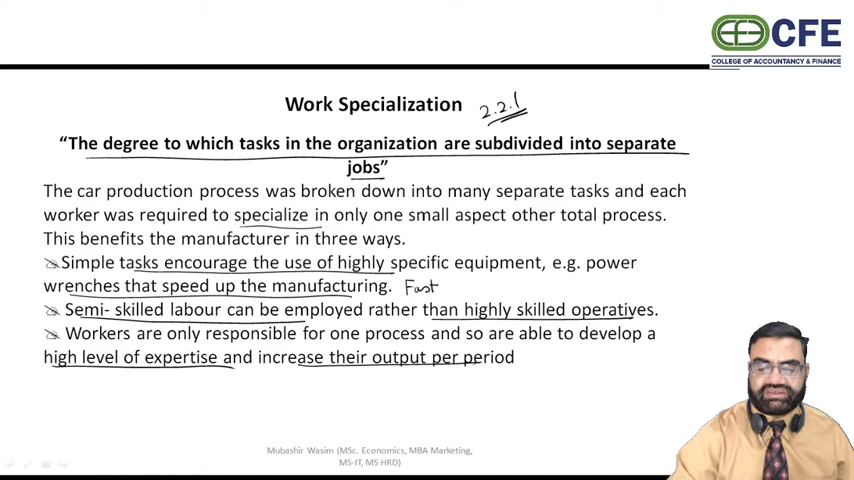 CFE
COLLEGE OF ACCOUNTANCY & FINANCE
Work Specialization 2.2.1
“The degree to which tasks in the organization are subdivided into separate
jobs”
The car production process was broken down into many separate tasks and each
worker was required to specialize in only one small aspect other total process.
This benefits the manufacturer in three ways.
Simple tasks encourage the use of highly specific equipment, e.g. power
wrenches that speed up the manufacturing. Fast
Semi- skilled labour can be employed rather than highly skilled operatives.
Workers are only responsible for one process and so are able to develop a
high level of expertise and increase their output per period
Mubashir Wasim (MSc. Economics, MBA Marketing,
MS-IT, MS HRD)